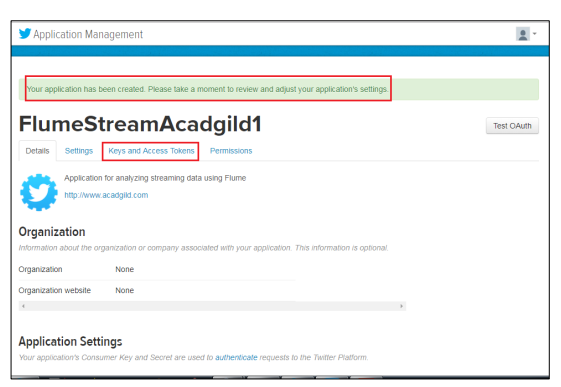 Application Management
Your application has been created. Please take a moment to review and adjust your application's settings.
FlumeStreamAcadgild1
Test OAuth
Details Settings Keys and Access Tokens Permissions
Application for analyzing streaming data using Flume
http://www.acadgild.com
Organization
Information about the organization or company associated with your application. This information is optional.
Organization None
Organization website None
Application Settings
Your application's Consumer Key and Secret are used to authenticate requests to the Twitter Platform.